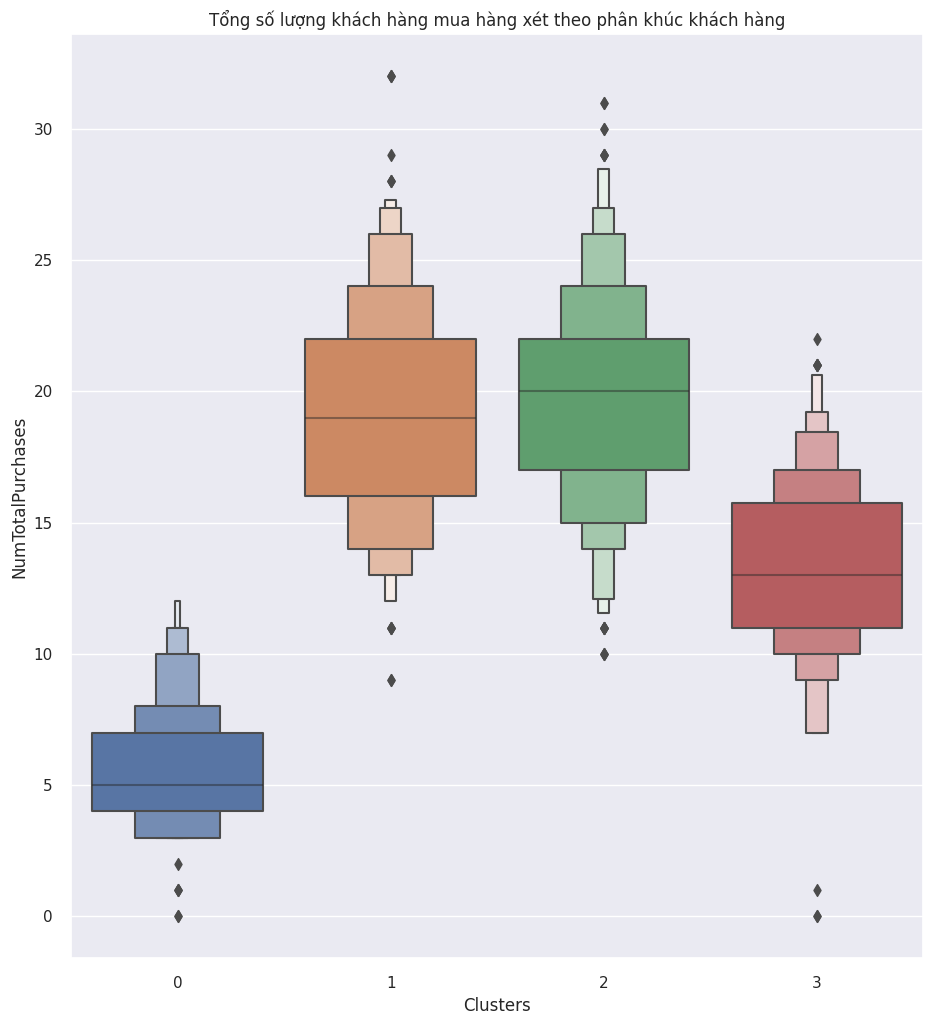 Tổng số lượng khách hàng mua hàng xét theo phân khúc khách hàng
NumTotalPurchases
30
25
20
15
10
5
0
0 1 2 3
Clusters